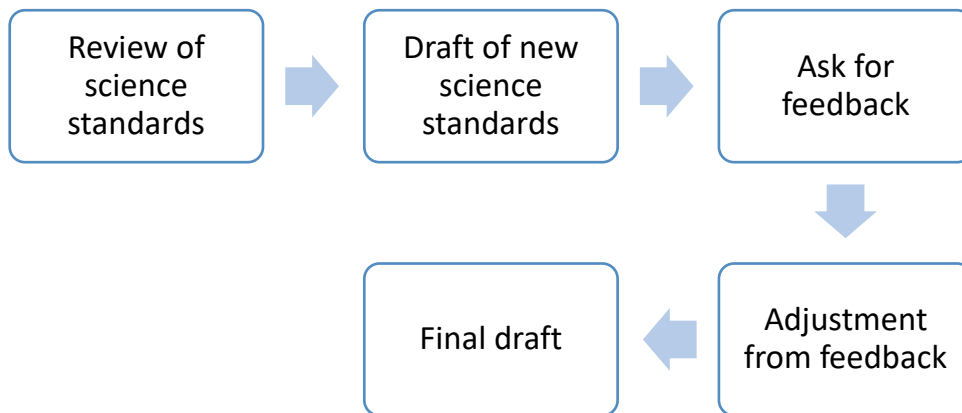 Review of
science
standards
Draft of new
science
standards
Ask for
feedback
Adjustment
from feedback
Final draft